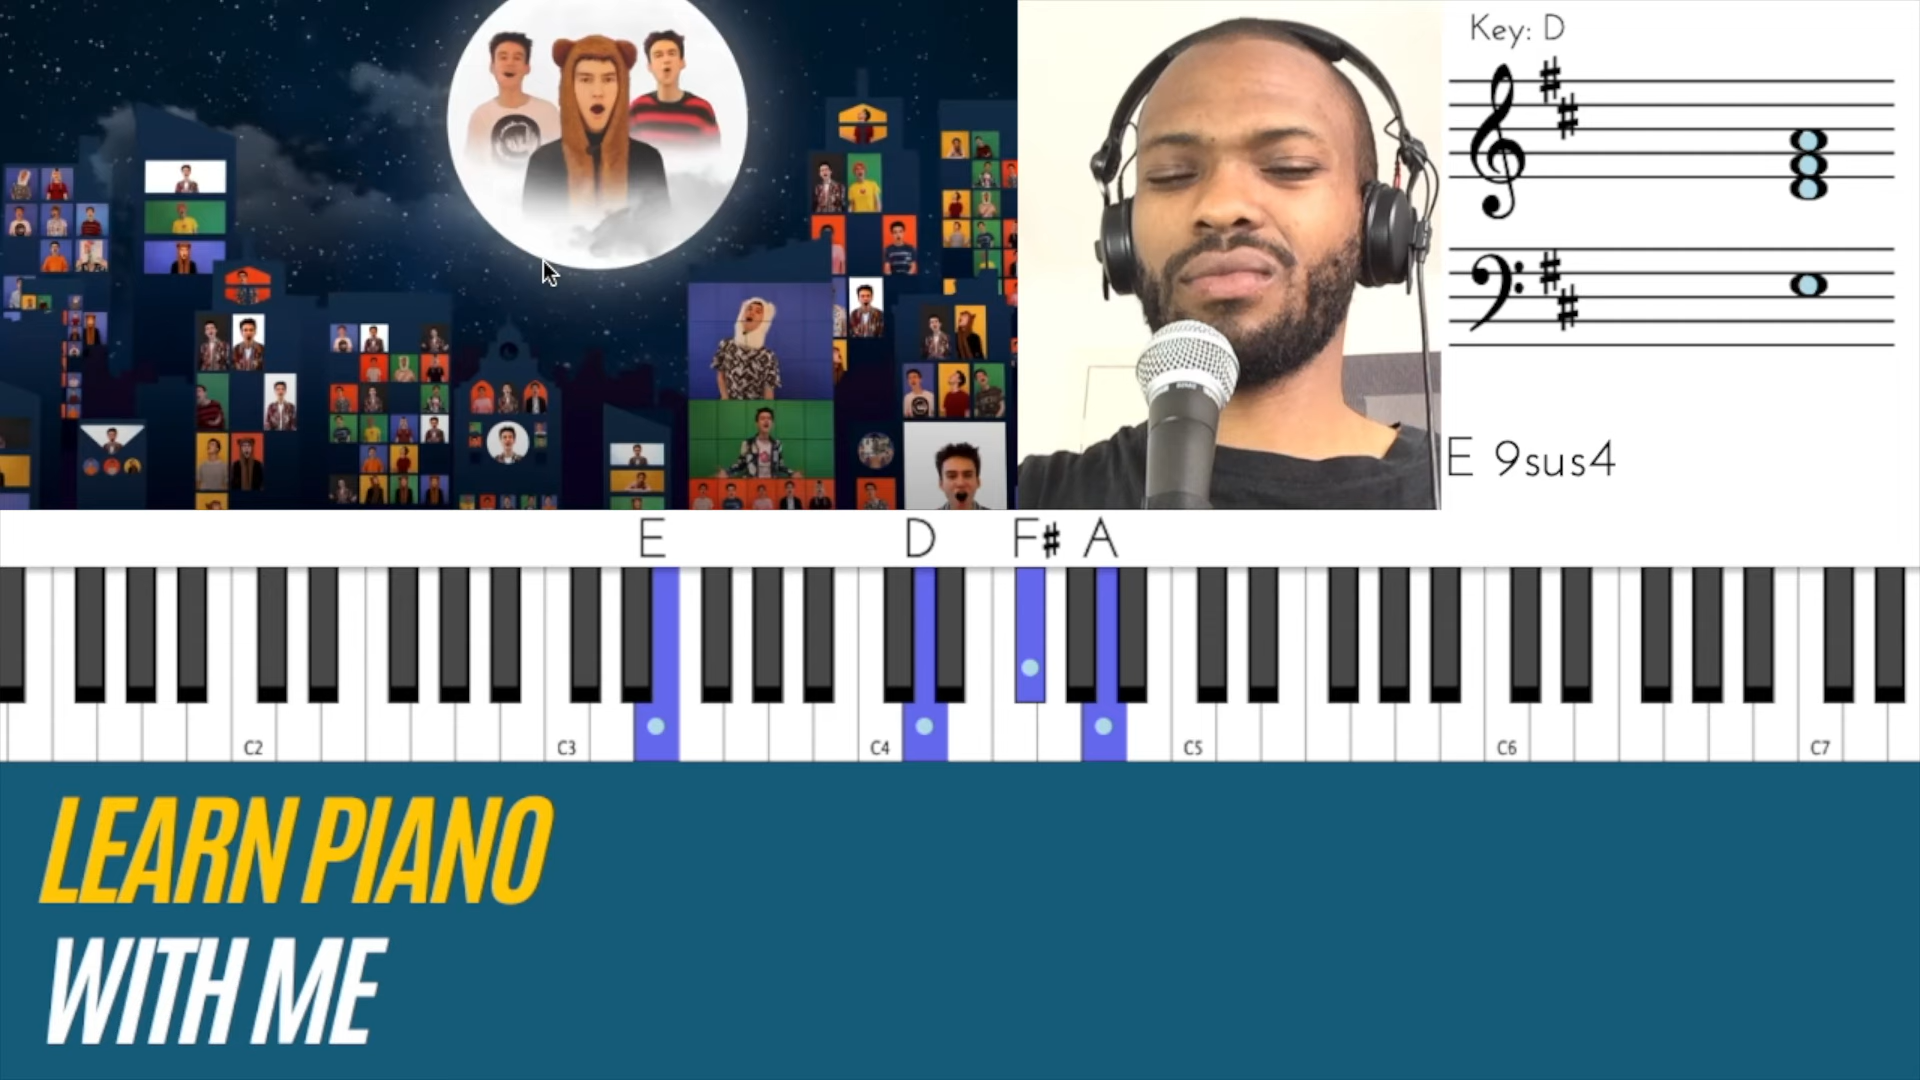 Key: D
E 9sus4
E D F# A
C2 C3 C4 C5 C6 C7
LEARN PIANO
WITH ME